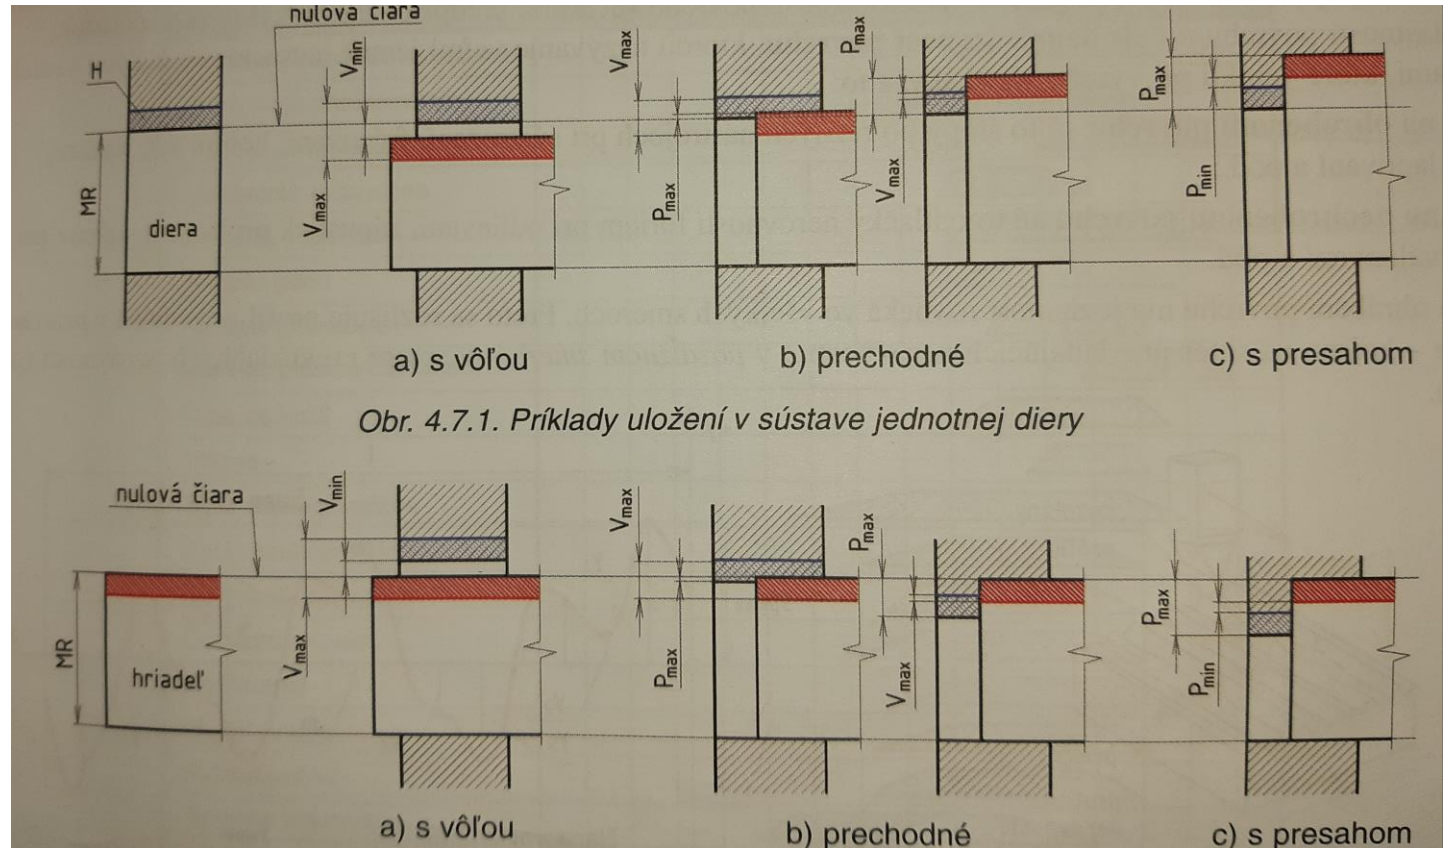 nulová čiara
H
MR
diera
Vmin
Vmax
Vmax
Pmax
Pmax
Vmax
Pmax
Pmin
a) s vôľou
b) prechodné
c) s presahom
Obr. 4.7.1. Príklady uložení v sústave jednotnej diery
nulová čiara
MR
hriadeľ
Vmin
Vmax
Vmax
Pmax
Pmax
Vmax
Pmax
Pmin
a) s vôľou
b) prechodné
c) s presahom